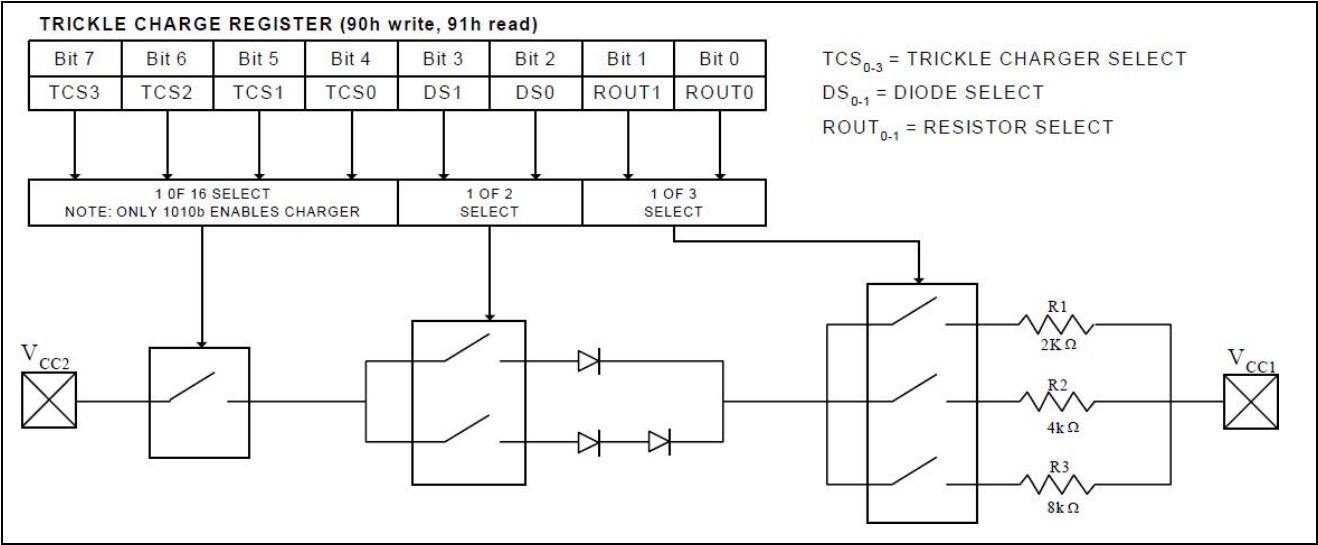 TRICKLE CHARGE REGISTER (90h write, 91h read)
Bit 7 Bit 6 Bit 5 Bit 4 Bit 3 Bit 2 Bit 1 Bit 0
TCS3 TCS2 TCS1 TCS0 DS1 DS0 ROUT1 ROUT0
TCS0-3 = TRICKLE CHARGER SELECT
DS0-1 = DIODE SELECT
ROUT0-1 = RESISTOR SELECT
1 0F 16 SELECT
NOTE: ONLY 1010b ENABLES CHARGER
1 OF 2
SELECT
1 OF 3
SELECT
VCC2
R1
2K Ω
R2
4k Ω
R3
8k Ω
VCC1